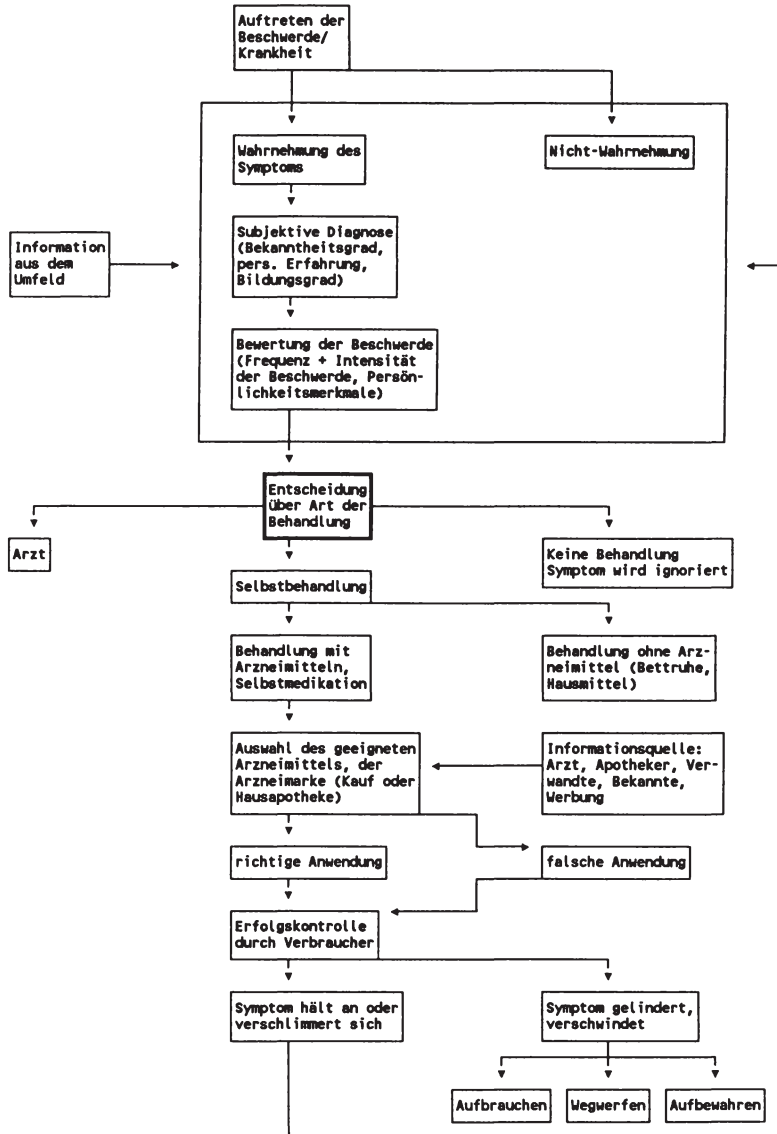 Auftreten der
Beschwerde/
Krankheit
Wahrnehmung des
Symptoms
Nicht-Wahrnehmung
Information
aus dem
Umfeld
Subjektive Diagnose
(Bekanntheitsgrad,
pers. Erfahrung,
Bildungsgrad)
Bewertung der Beschwerde
(Frequenz + Intensität
der Beschwerde, Persön-
lichkeitsmerkmale)
Entscheidung
über Art der
Behandlung
Arzt
Keine Behandlung
Symptom wird ignoriert
Selbstbehandlung
Behandlung mit
Arzneimitteln,
Selbstmedikation
Behandlung ohne Arz-
neimittel (Bettruhe,
Hausmittel)
Auswahl des geeigneten
Arzneimittels, der
Arzneimarke (Kauf oder
Hausapotheke)
Informationsquelle:
Arzt, Apotheker, Ver-
wandte, Bekannte,
Werbung
richtige Anwendung
falsche Anwendung
Erfolgskontrolle
durch Verbraucher
Symptom hält an oder
verschlimmert sich
Symptom gelindert,
verschwindet
Aufbrauchen
Wegwerfen
Aufbewahren